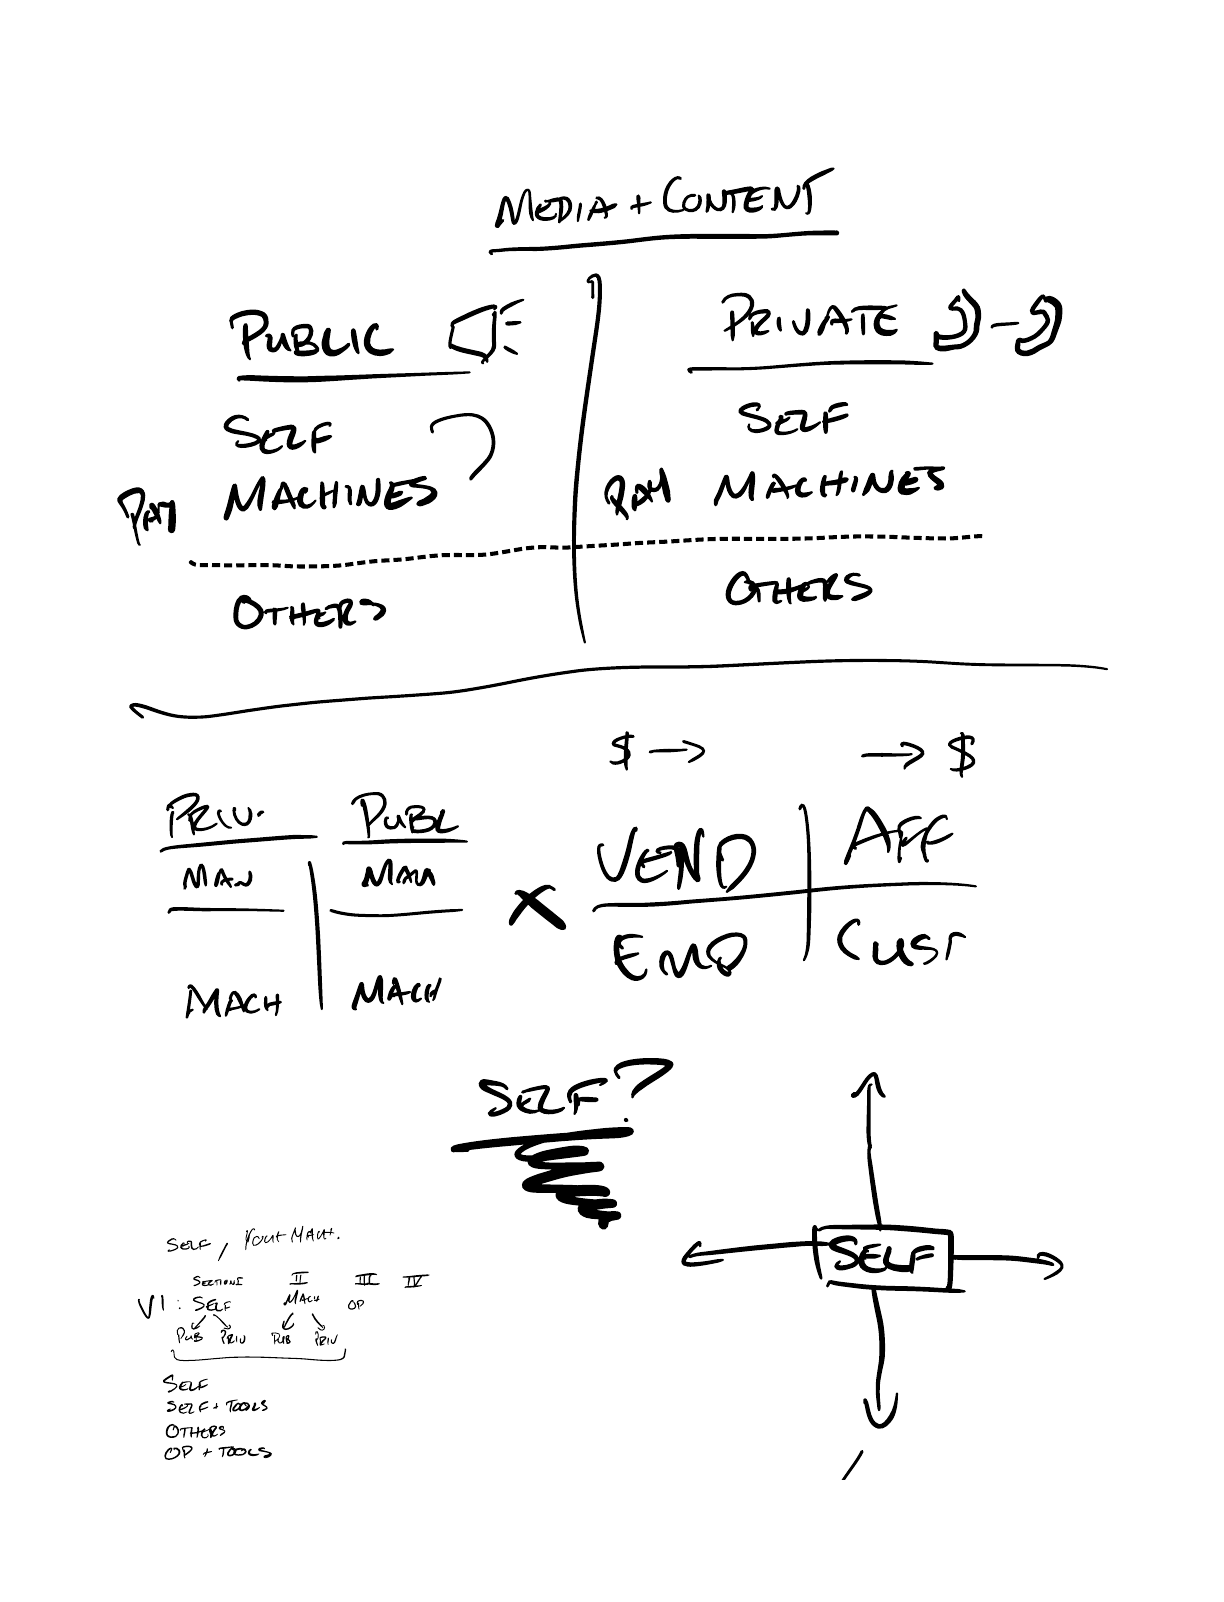 MEDIA + CONTENT
PUBLIC
SELF
PAY MACHINES
OTHERS
PRIVATE
SELF
PAY MACHINES
OTHERS
PRIV. PUBL
MAN MAN
MACH MACH
X
$ → → $
VEND AFF
EMP CUST
SELF?
SELF
SELF, YOUR MACH.
SECTION I II III IV
V1: SELF MACH OP
PUB PRIV PUB PRIV
SELF
SELF + TOOLS
OTHERS
OP + TOOLS